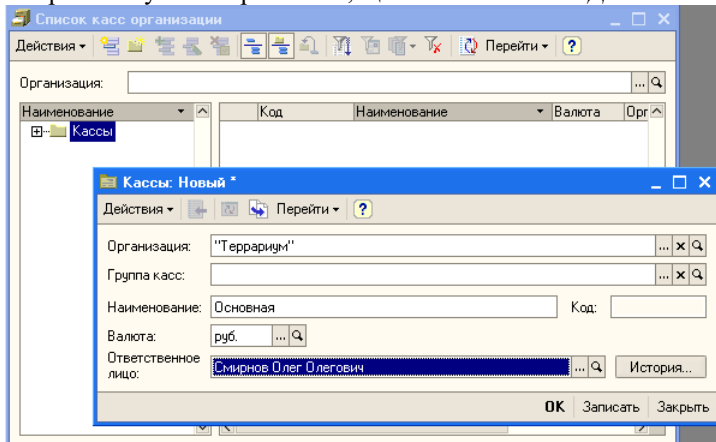 Список касс организации
Действия Перейти ?
Организация: ...
Наименование Код Наименование Валюта Орг
Кассы
Кассы: Новый *
Действия Перейти ?
Организация: "Террариум" ... x
Группа касс: ... x
Наименование: Основная Код:
Валюта: руб. ...
Ответственное лицо: Смирнов Олег Олегович ... История...
OK Записать Закрыть